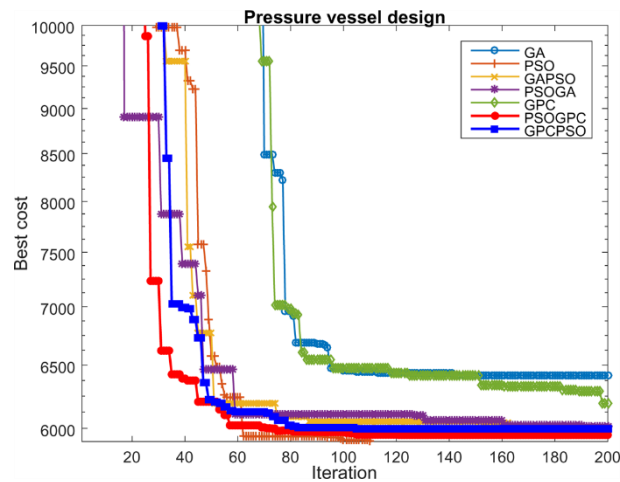 Pressure vessel design
10000
9500
9000
8500
8000
7500
7000
6500
6000
Best cost
GA
PSO
GAPSO
PSOGA
GPC
PSOGPC
GPCPSO
20 40 60 80 100 120 140 160 180 200
Iteration